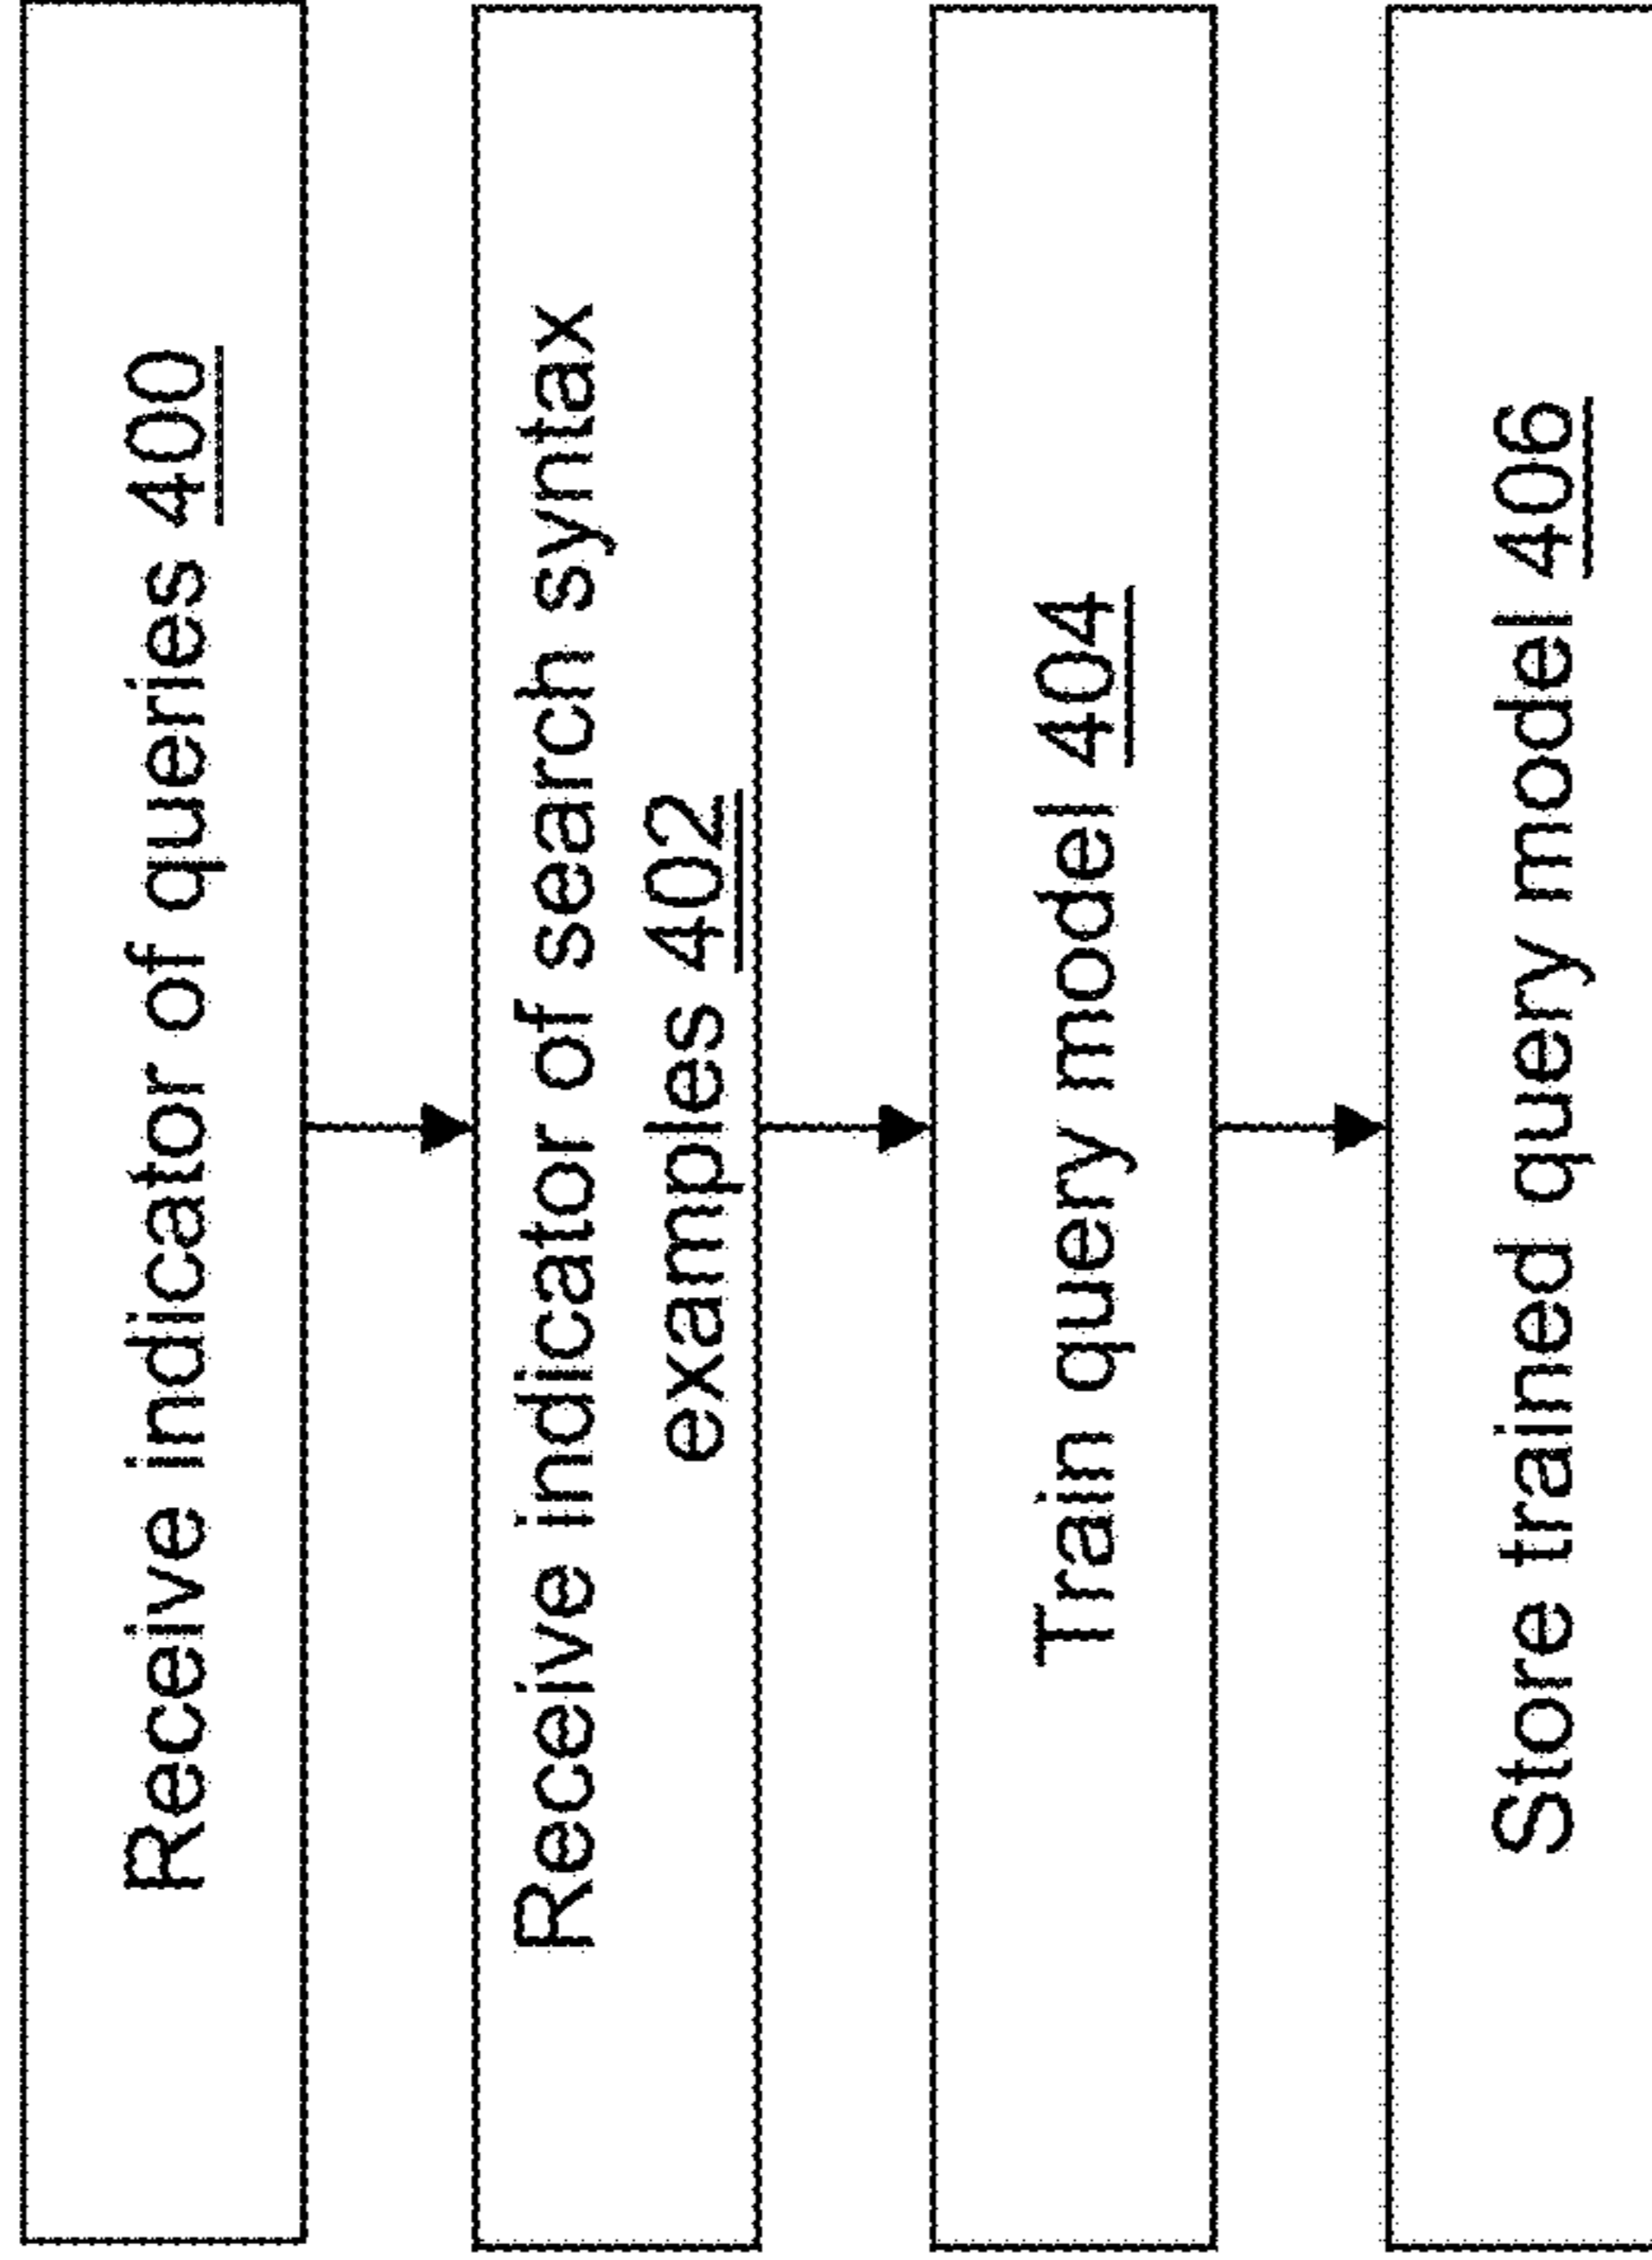 Receive indicator of queries 400
Receive indicator of search syntax
examples 402
Train query model 404
Store trained query model 406